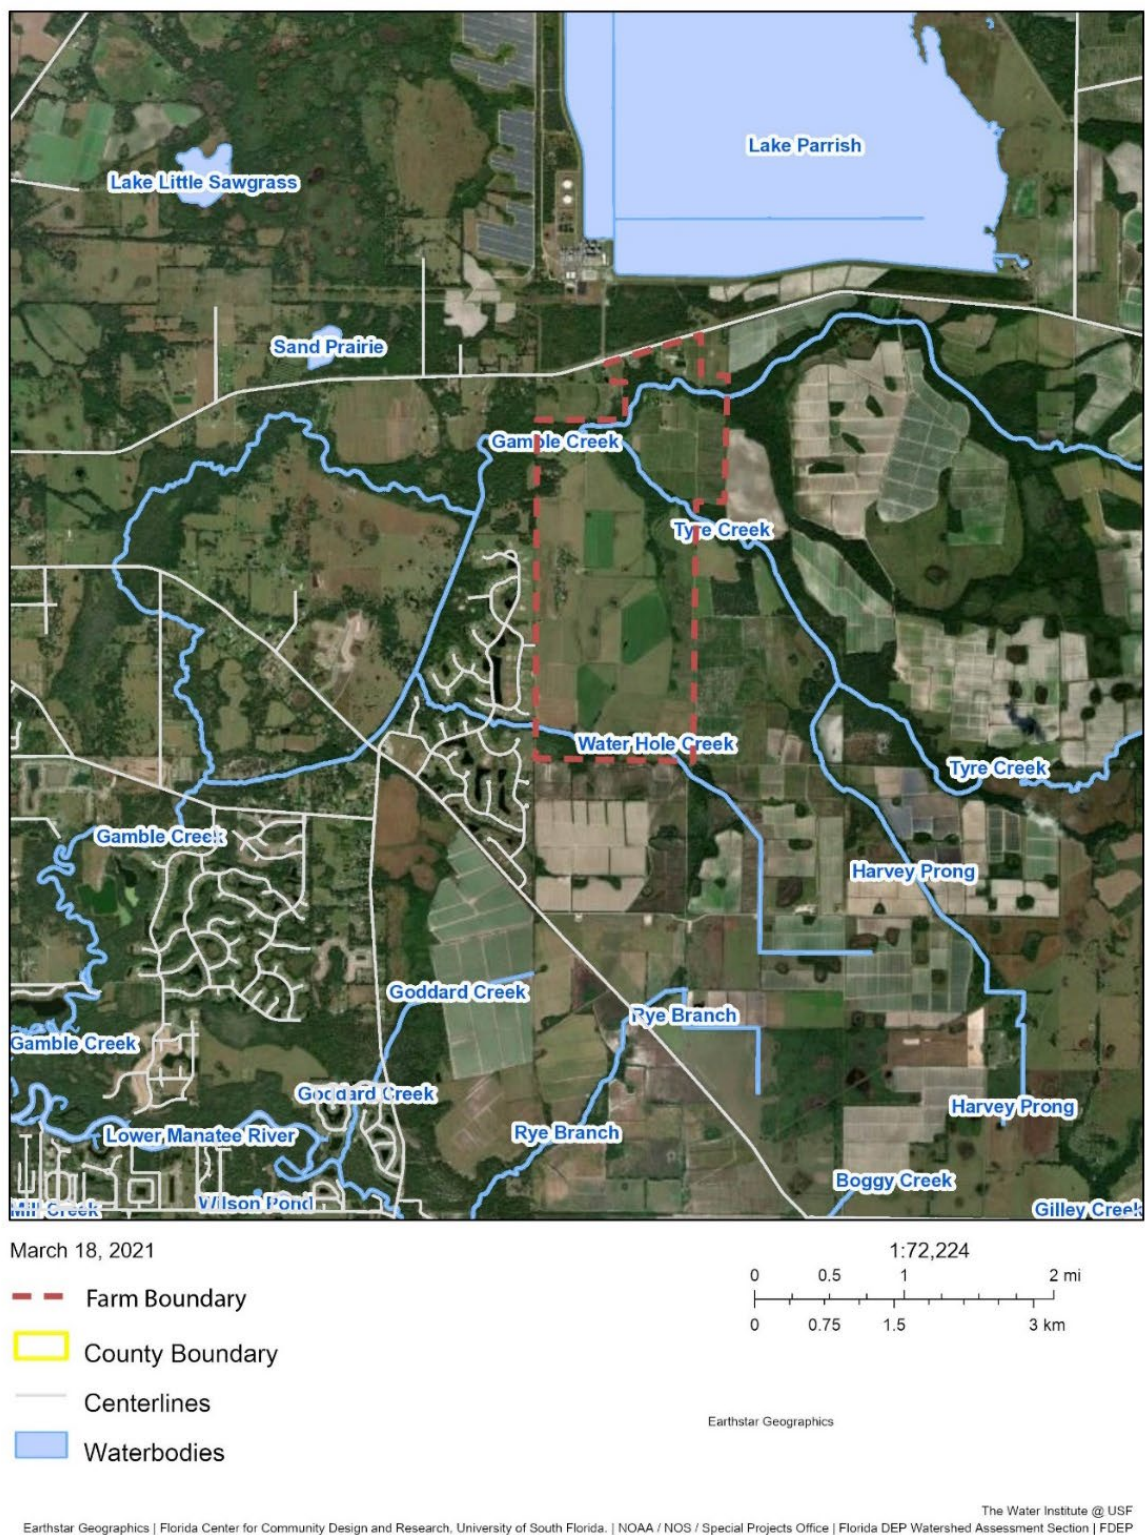 Lake Parrish
Lake Little Sawgrass
Sand Prairie
Gamble Creek
Tyre Creek
Water Hole Creek
Tyre Creek
Gamble Creek
Harvey Prong
Goddard Creek
Rye Branch
Gamble Creek
Goddard Creek
Harvey Prong
Lower Manatee River
Rye Branch
Boggy Creek
Wilson Pond
Mill Creek
Gilley Creek
March 18, 2021
1:72,224
0 0.5 1 2 mi
0 0.75 1.5 3 km
Farm Boundary
County Boundary
Centerlines
Waterbodies
Earthstar Geographics
The Water Institute @ USF
Earthstar Geographics | Florida Center for Community Design and Research, University of South Florida. | NOAA / NOS / Special Projects Office | Florida DEP Watershed Assessment Section | FDEP